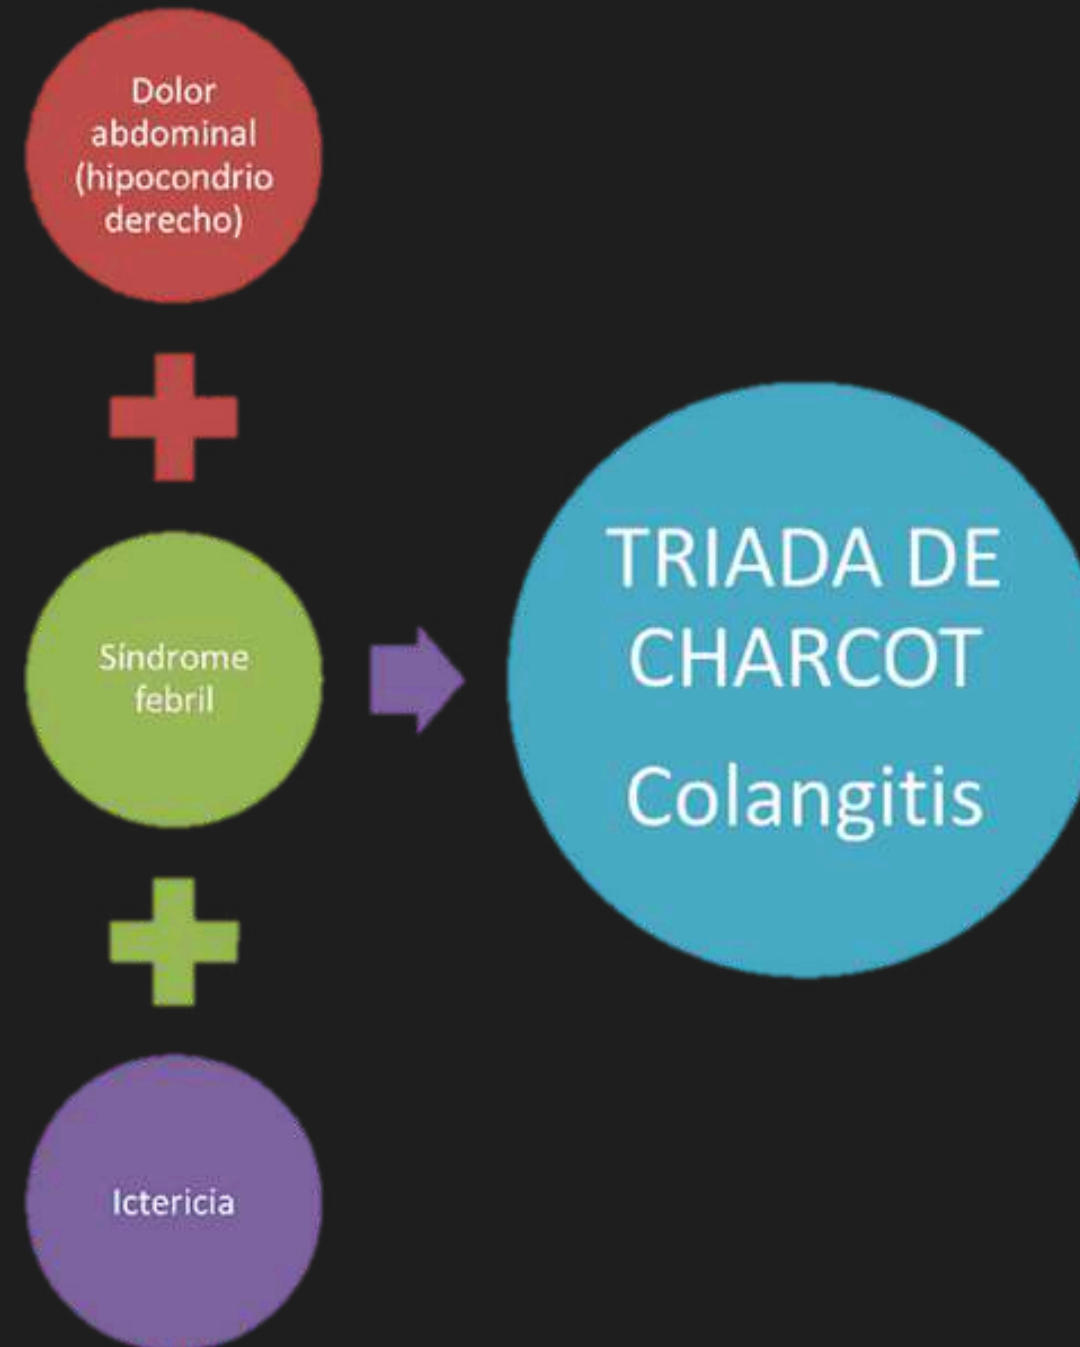 Dolor
abdominal
(hipocondrio
derecho)
Síndrome
febril
TRIADA DE
CHARCOT
Colangitis
Ictericia